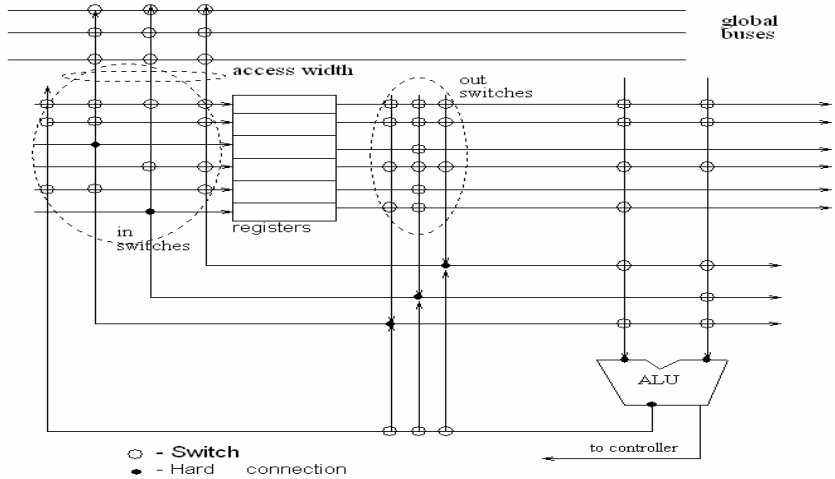 global
buses
access width
out
switches
in
switches
registers
ALU
to controller
- Switch
- Hard connection